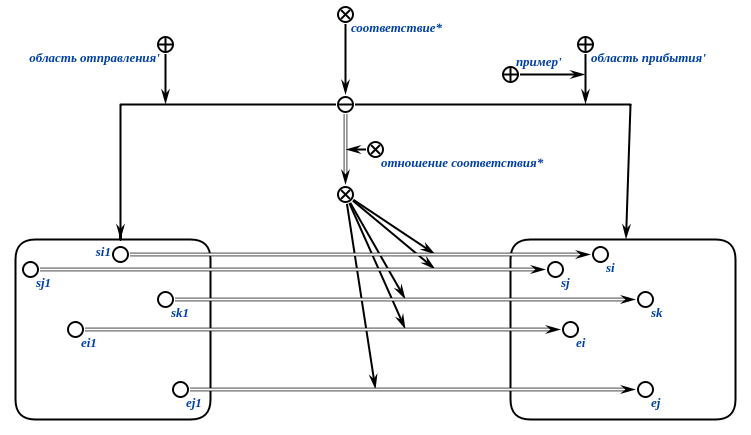 соответствие*
область отправления'
пример'
область прибытия'
отношение соответствия*
si1
si
sj1
sj
sk1
sk
ei1
ei
ej1
ej